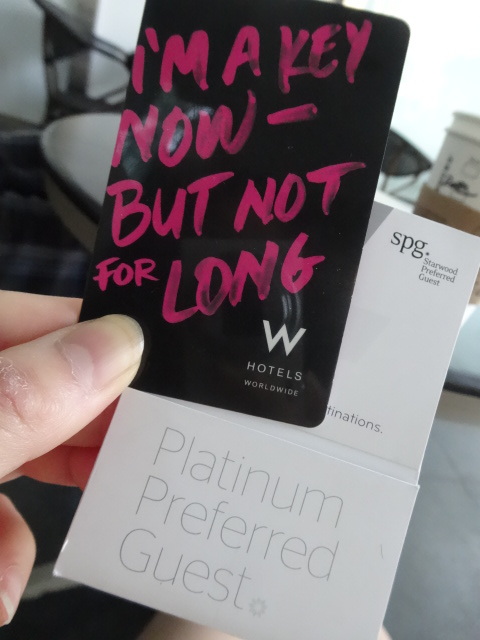 I'M A KEY
NOW —
BUT NOT
FOR LONG
W
HOTELS
WORLDWIDE
spg.
Starwood
Preferred
Guest
tinations.
Platinum
Preferred
Guest